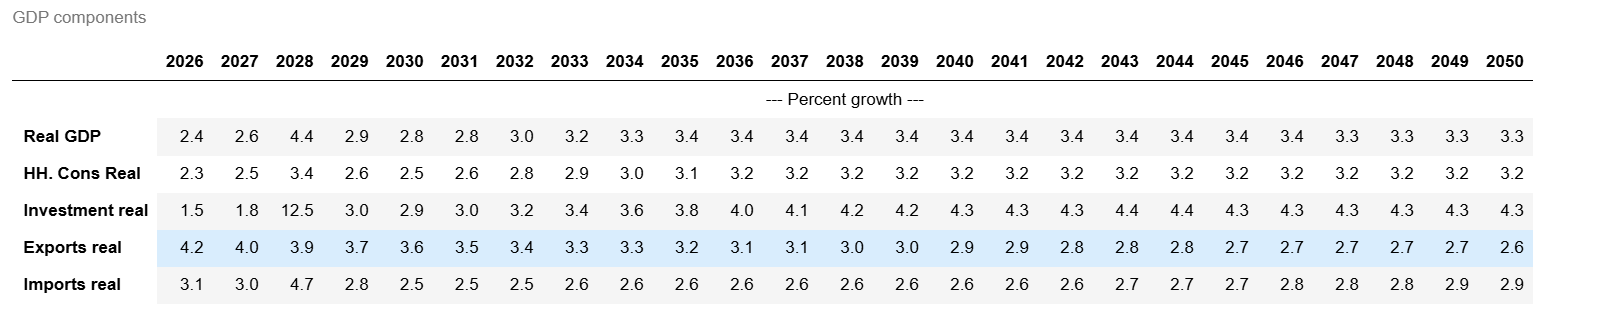 GDP components
2026 2027 2028 2029 2030 2031 2032 2033 2034 2035 2036 2037 2038 2039 2040 2041 2042 2043 2044 2045 2046 2047 2048 2049 2050
--- Percent growth ---
Real GDP 2.4 2.6 4.4 2.9 2.8 2.8 3.0 3.2 3.3 3.4 3.4 3.4 3.4 3.4 3.4 3.4 3.4 3.4 3.4 3.4 3.4 3.3 3.3 3.3 3.3
HH. Cons Real 2.3 2.5 3.4 2.6 2.5 2.6 2.8 2.9 3.0 3.1 3.2 3.2 3.2 3.2 3.2 3.2 3.2 3.2 3.2 3.2 3.2 3.2 3.2 3.2 3.2
Investment real 1.5 1.8 12.5 3.0 2.9 3.0 3.2 3.4 3.6 3.8 4.0 4.1 4.2 4.2 4.3 4.3 4.3 4.4 4.4 4.3 4.3 4.3 4.3 4.3 4.3
Exports real 4.2 4.0 3.9 3.7 3.6 3.5 3.4 3.3 3.3 3.2 3.1 3.1 3.0 3.0 2.9 2.9 2.8 2.8 2.8 2.7 2.7 2.7 2.7 2.7 2.6
Imports real 3.1 3.0 4.7 2.8 2.5 2.5 2.5 2.6 2.6 2.6 2.6 2.6 2.6 2.6 2.6 2.6 2.6 2.7 2.7 2.7 2.8 2.8 2.8 2.9 2.9